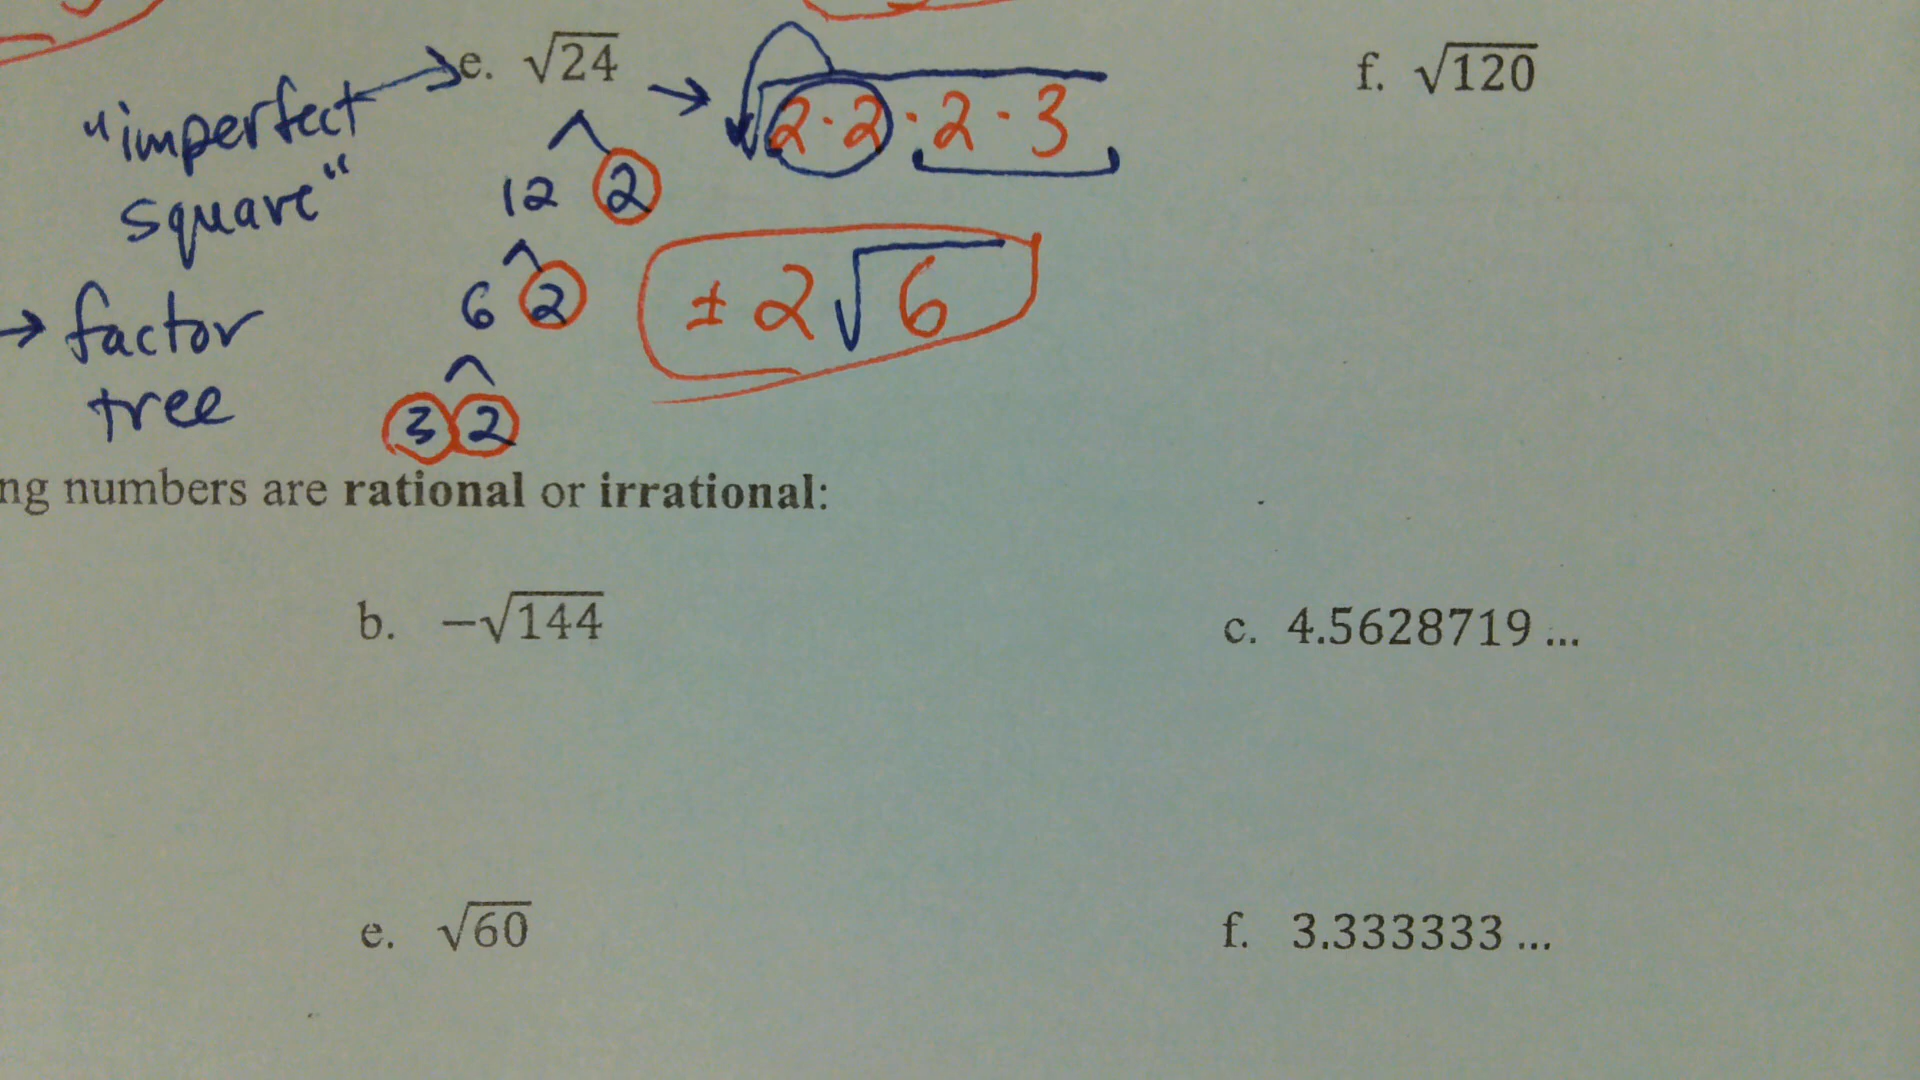 e. √24 → √2·2·2·3
f. √120
"imperfect
square"
12 2
6 2
± 2√6
→ factor
tree
3 2
ng numbers are rational or irrational:
b. −√144
c. 4.5628719 ...
e. √60
f. 3.333333 ...